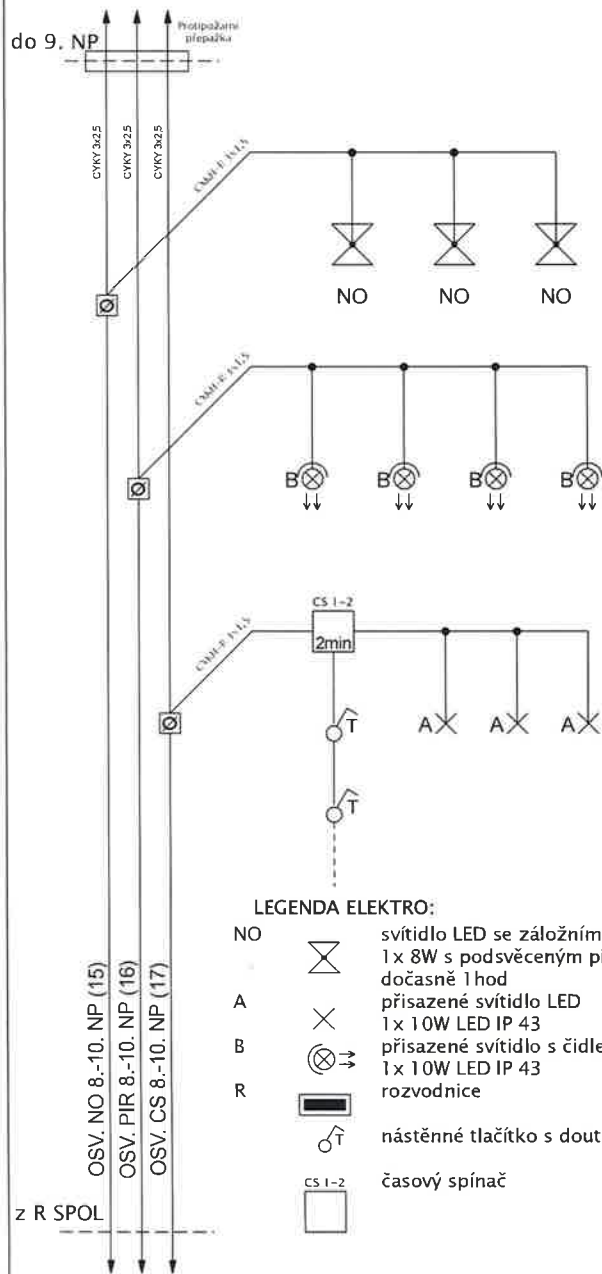 do 9. NP
Protipožární
přepážka
CYKY 3x2,5
CYKY 3x2,5
CYKY 3x2,5
NO
NO
NO
B
B
B
B
CS 1-2
2min
T
T
A
A
A
OSV. NO 8.-10. NP (15)
OSV. PIR 8.-10. NP (16)
OSV. CS 8.-10. NP (17)
z R SPOL
LEGENDA ELEKTRO:
NO svítidlo LED se záložním
1x 8W s podsvěceným pi
dočasně 1hod
A přisazené svítidlo LED
1x 10W LED IP 43
B přisazené svítidlo s čidle
1x 10W LED IP 43
R rozvodnice
T nástěnné tlačítko s dout
CS 1-2 časový spínač